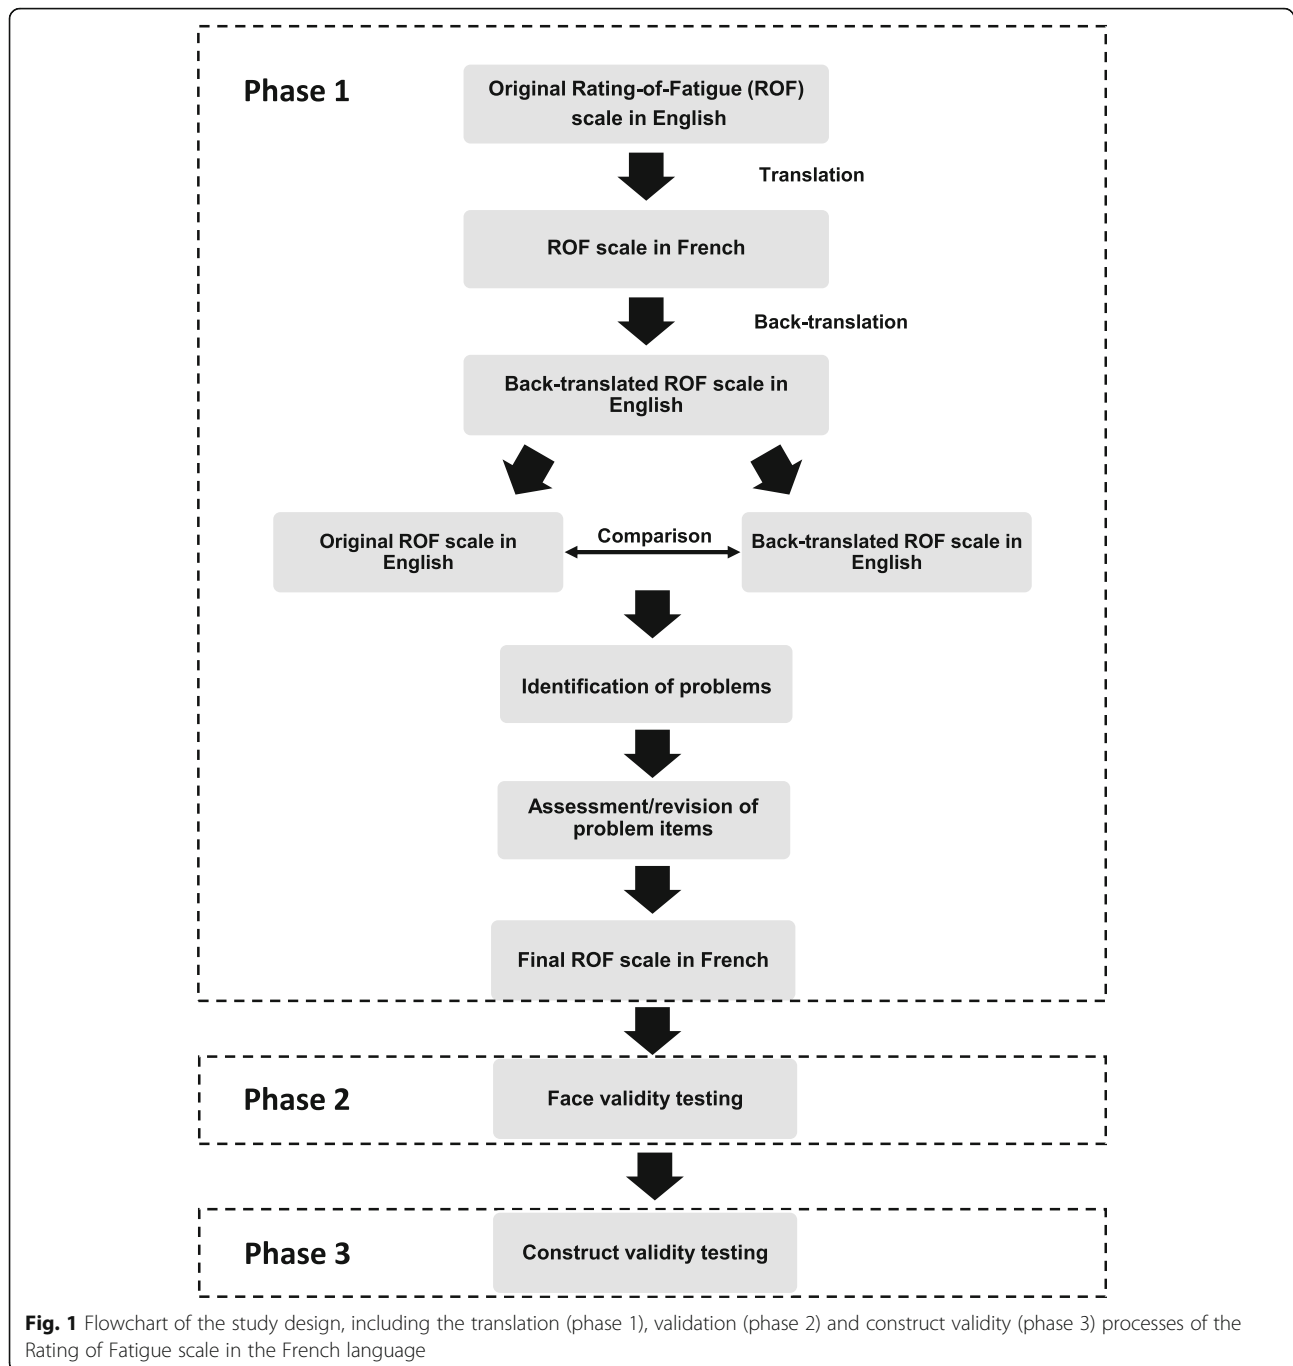 Phase 1
Original Rating-of-Fatigue (ROF)
scale in English
Translation
ROF scale in French
Back-translation
Back-translated ROF scale in
English
Original ROF scale in
English
Comparison
Back-translated ROF scale in
English
Identification of problems
Assessment/revision of
problem items
Final ROF scale in French
Phase 2
Face validity testing
Phase 3
Construct validity testing
Fig. 1 Flowchart of the study design, including the translation (phase 1), validation (phase 2) and construct validity (phase 3) processes of the
Rating of Fatigue scale in the French language